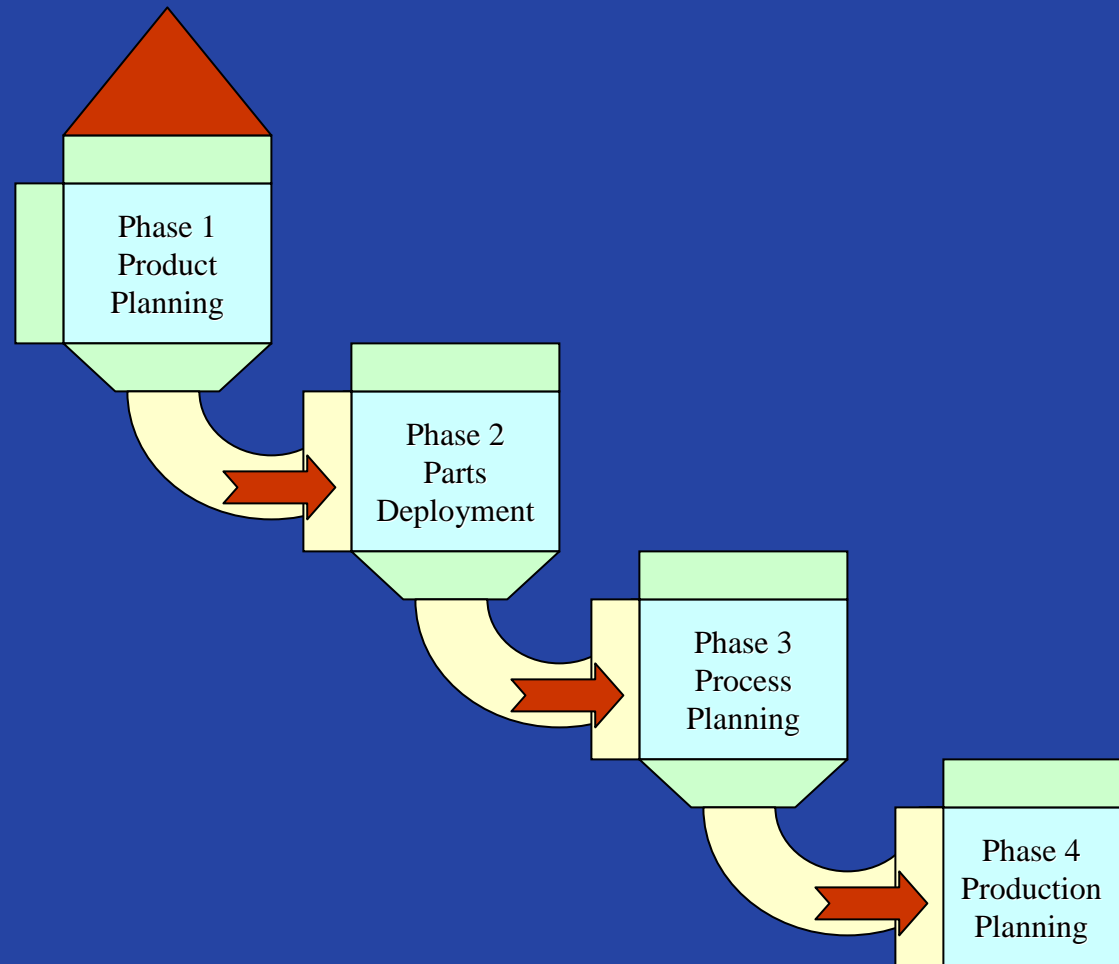 Phase 1
Product
Planning
Phase 2
Parts
Deployment
Phase 3
Process
Planning
Phase 4
Production
Planning